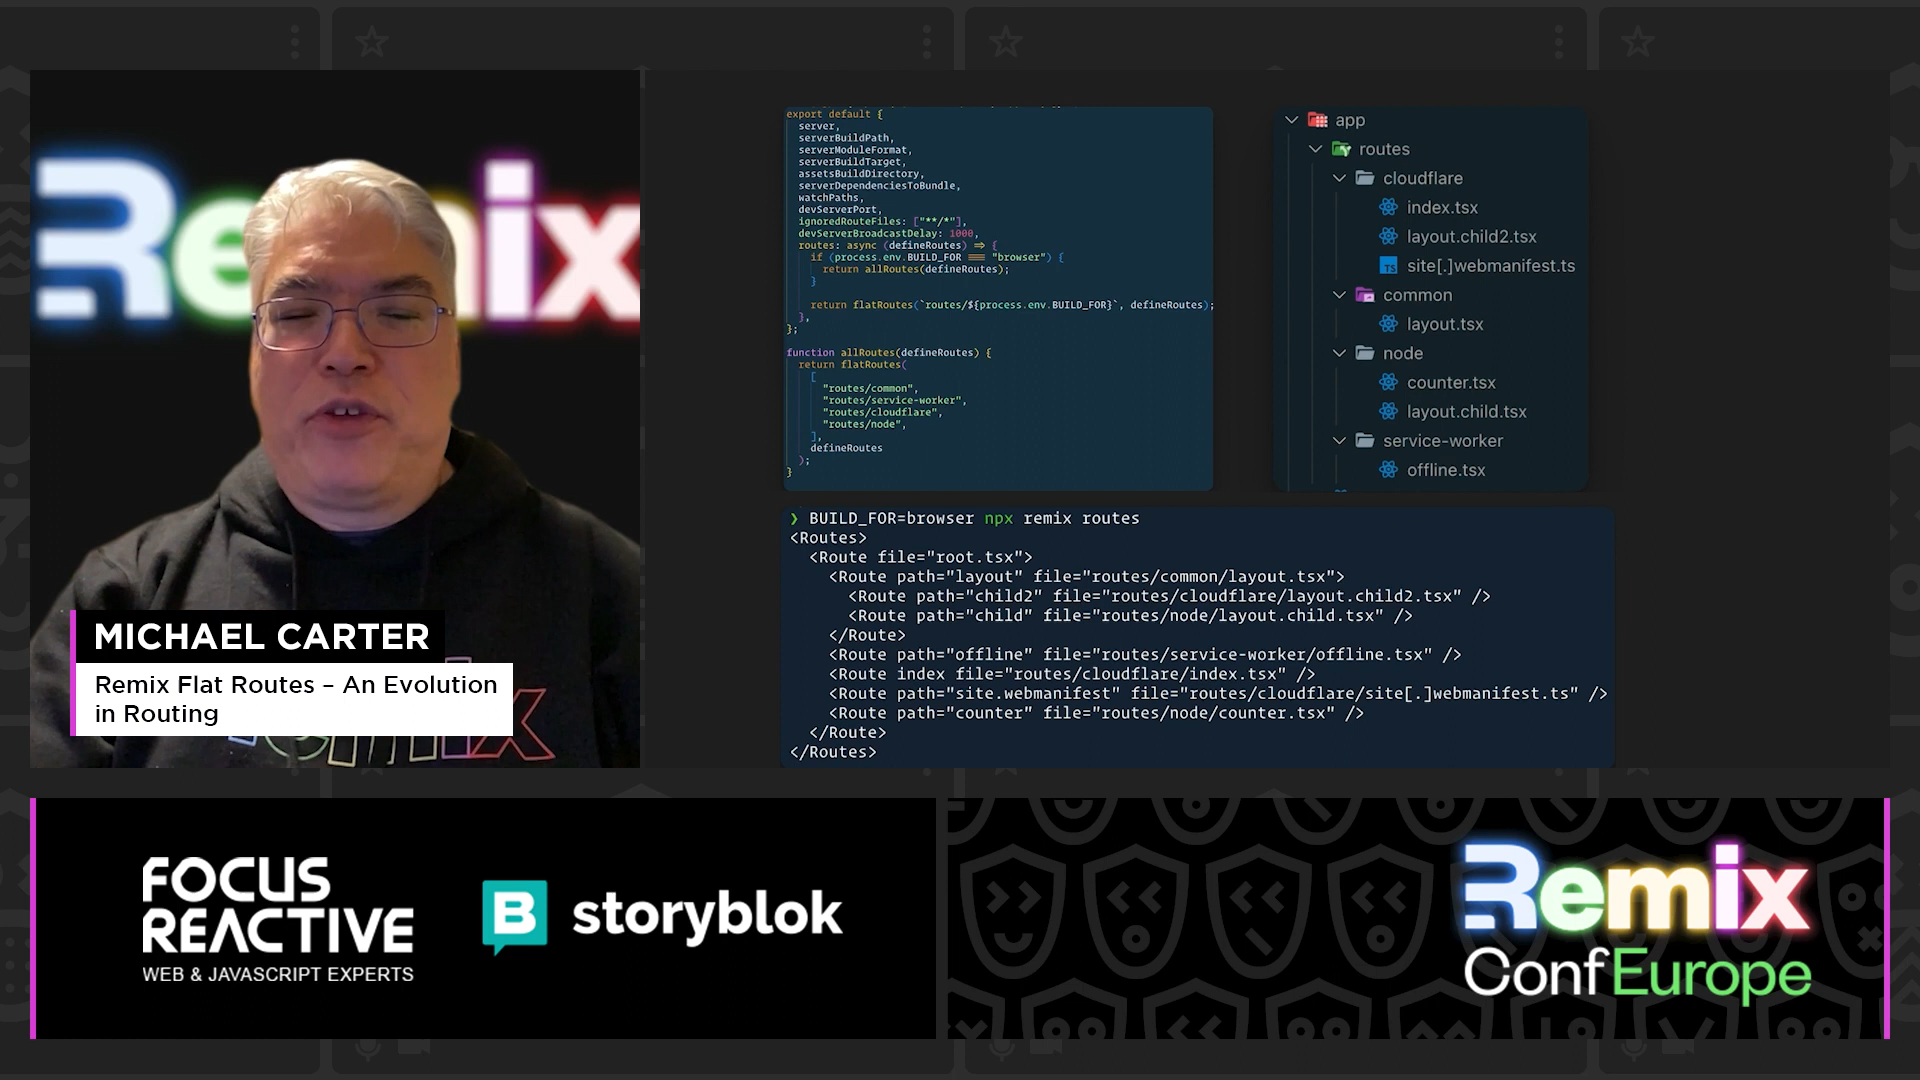 Remix
MICHAEL CARTER
Remix Flat Routes – An Evolution
in Routing
export default {
server,
serverBuildPath,
serverModuleFormat,
serverBuildTarget,
assetsBuildDirectory,
serverDependenciesToBundle,
watchPaths,
devServerPort,
ignoredRouteFiles: ["**/*"],
devServerBroadcastDelay: 1000,
routes: async (defineRoutes) => {
if (process.env.BUILD_FOR === "browser") {
return allRoutes(defineRoutes);
}
return flatRoutes(`routes/${process.env.BUILD_FOR}`, defineRoutes);
},
};
function allRoutes(defineRoutes) {
return flatRoutes(
[
"routes/common",
"routes/service-worker",
"routes/cloudflare",
"routes/node",
],
defineRoutes
);
}
app
routes
cloudflare
index.tsx
layout.child2.tsx
TS site[.]webmanifest.ts
common
layout.tsx
node
counter.tsx
layout.child.tsx
service-worker
offline.tsx
❯ BUILD_FOR=browser npx remix routes
<Routes>
<Route file="root.tsx">
<Route path="layout" file="routes/common/layout.tsx">
<Route path="child2" file="routes/cloudflare/layout.child2.tsx" />
<Route path="child" file="routes/node/layout.child.tsx" />
</Route>
<Route path="offline" file="routes/service-worker/offline.tsx" />
<Route index file="routes/cloudflare/index.tsx" />
<Route path="site.webmanifest" file="routes/cloudflare/site[.]webmanifest.ts" />
<Route path="counter" file="routes/node/counter.tsx" />
</Route>
</Routes>
FOCUS
REACTIVE
WEB & JAVASCRIPT EXPERTS
B storyblok
Remix
Conf Europe